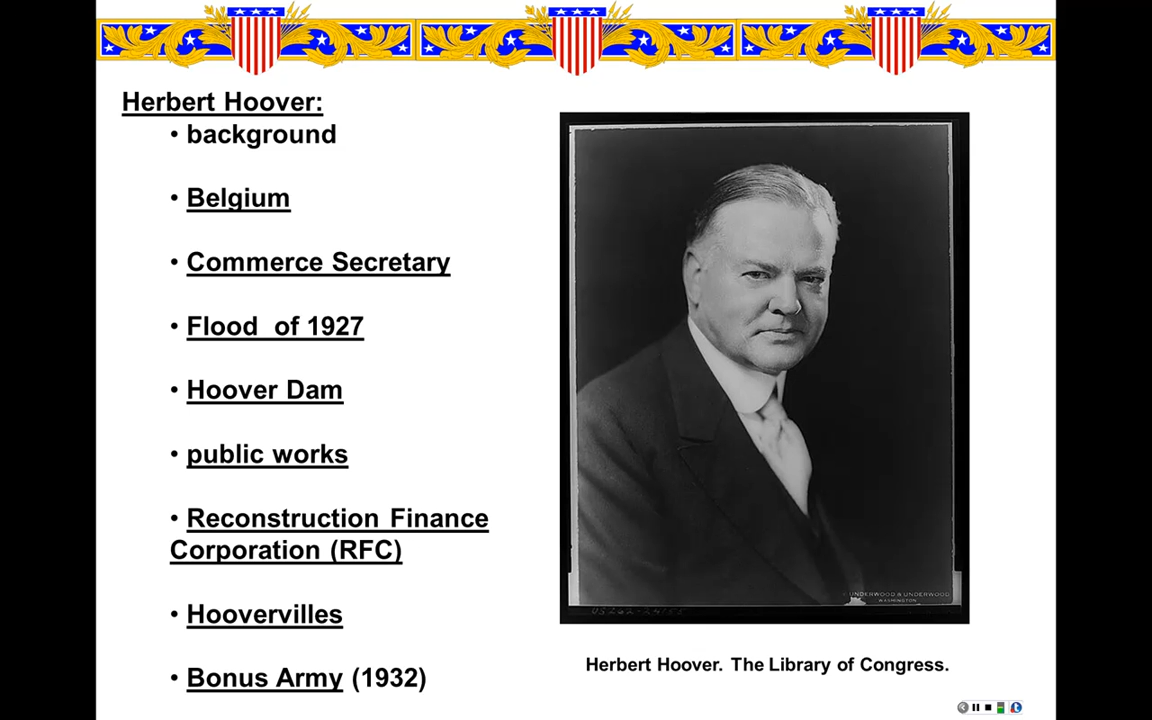 Herbert Hoover:
• background
• Belgium
• Commerce Secretary
• Flood  of 1927
• Hoover Dam
• public works
• Reconstruction Finance
Corporation (RFC)
• Hoovervilles
• Bonus Army (1932)
UNDERWOOD & UNDERWOOD
WASHINGTON
Herbert Hoover.  The Library of Congress.